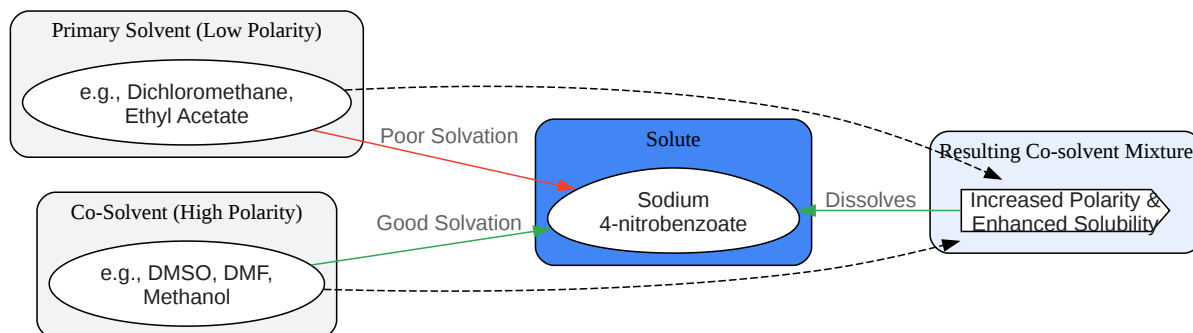 Primary Solvent (Low Polarity)
e.g., Dichloromethane,
Ethyl Acetate
Poor Solvation
Co-Solvent (High Polarity)
e.g., DMSO, DMF,
Methanol
Good Solvation
Solute
Sodium
4-nitrobenzoate
Dissolves
Resulting Co-solvent Mixture
Increased Polarity &
Enhanced Solubility